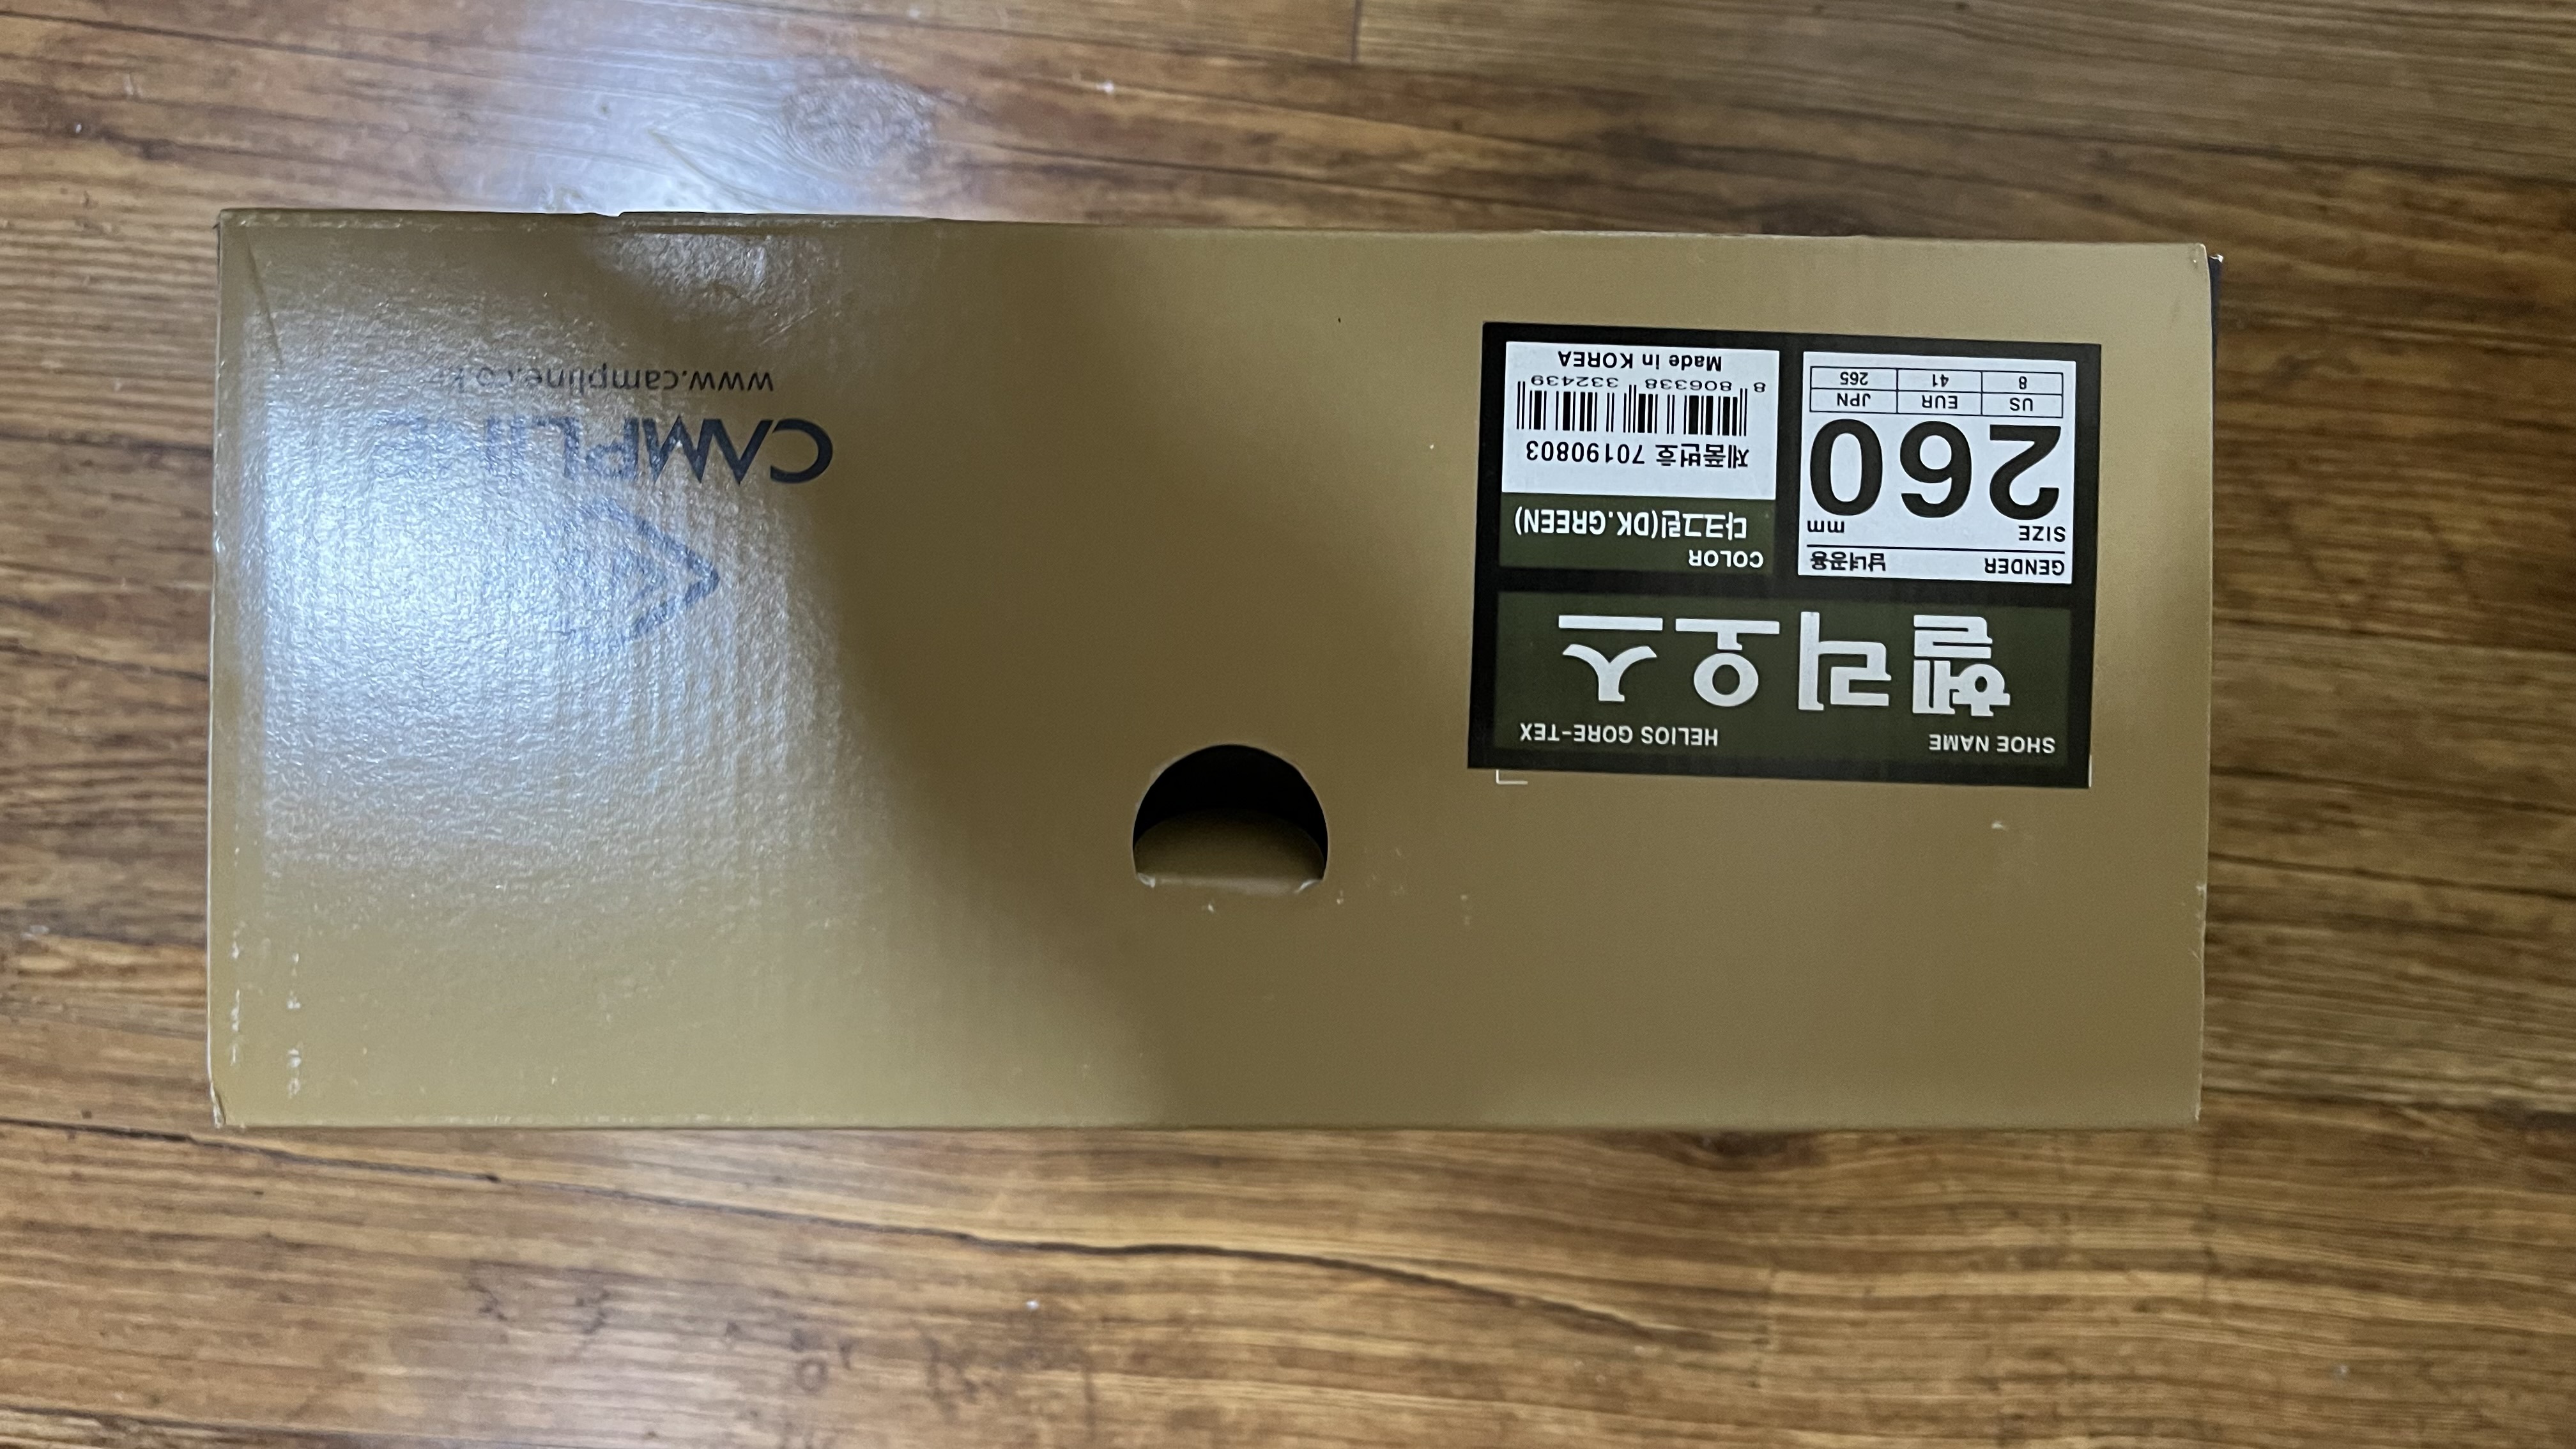 SHOE NAME HELIOS GORE-TEX
헬리오스
GENDER 남녀공용
SIZE mm
260
US EUR JPN
8 41 265
COLOR
다크그린(DK.GREEN)
제품번호 70190803
8 806338 332439
Made in KOREA
CAMPLINE
www.campline.co.kr